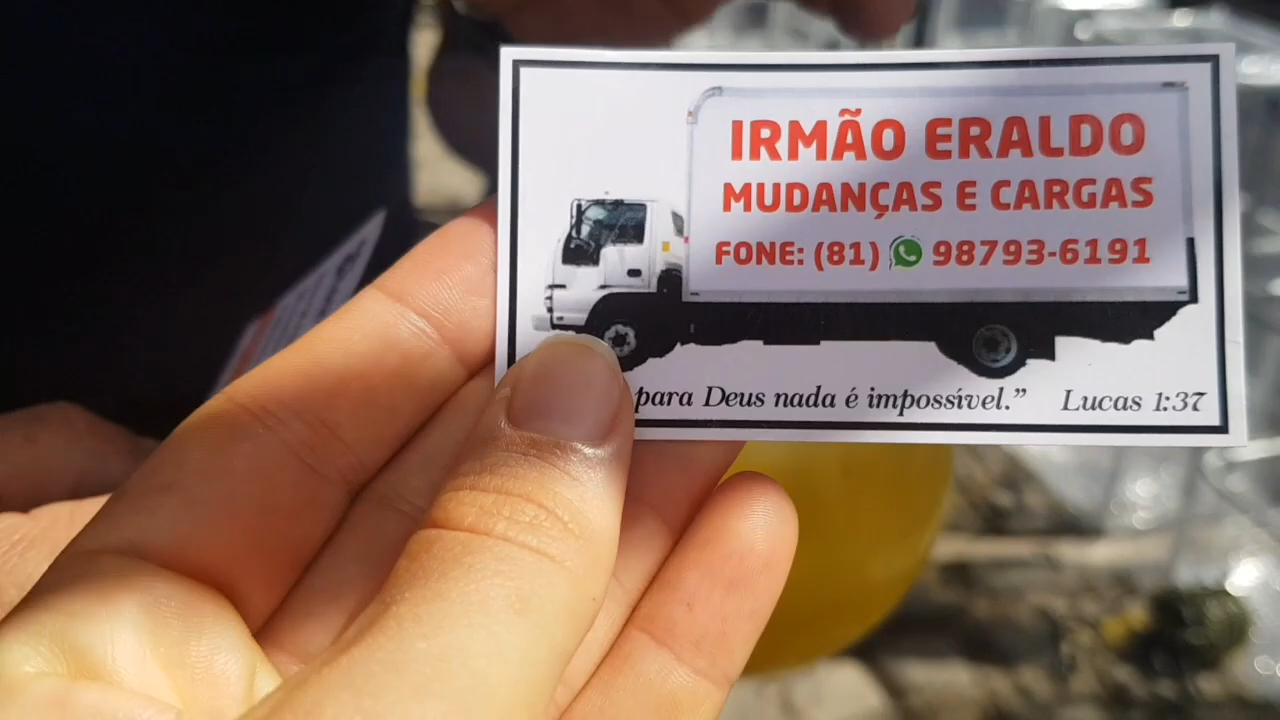 IRMÃO ERALDO
MUDANÇAS E CARGAS
FONE: (81) 98793-6191
para Deus nada é impossível.” Lucas 1:37